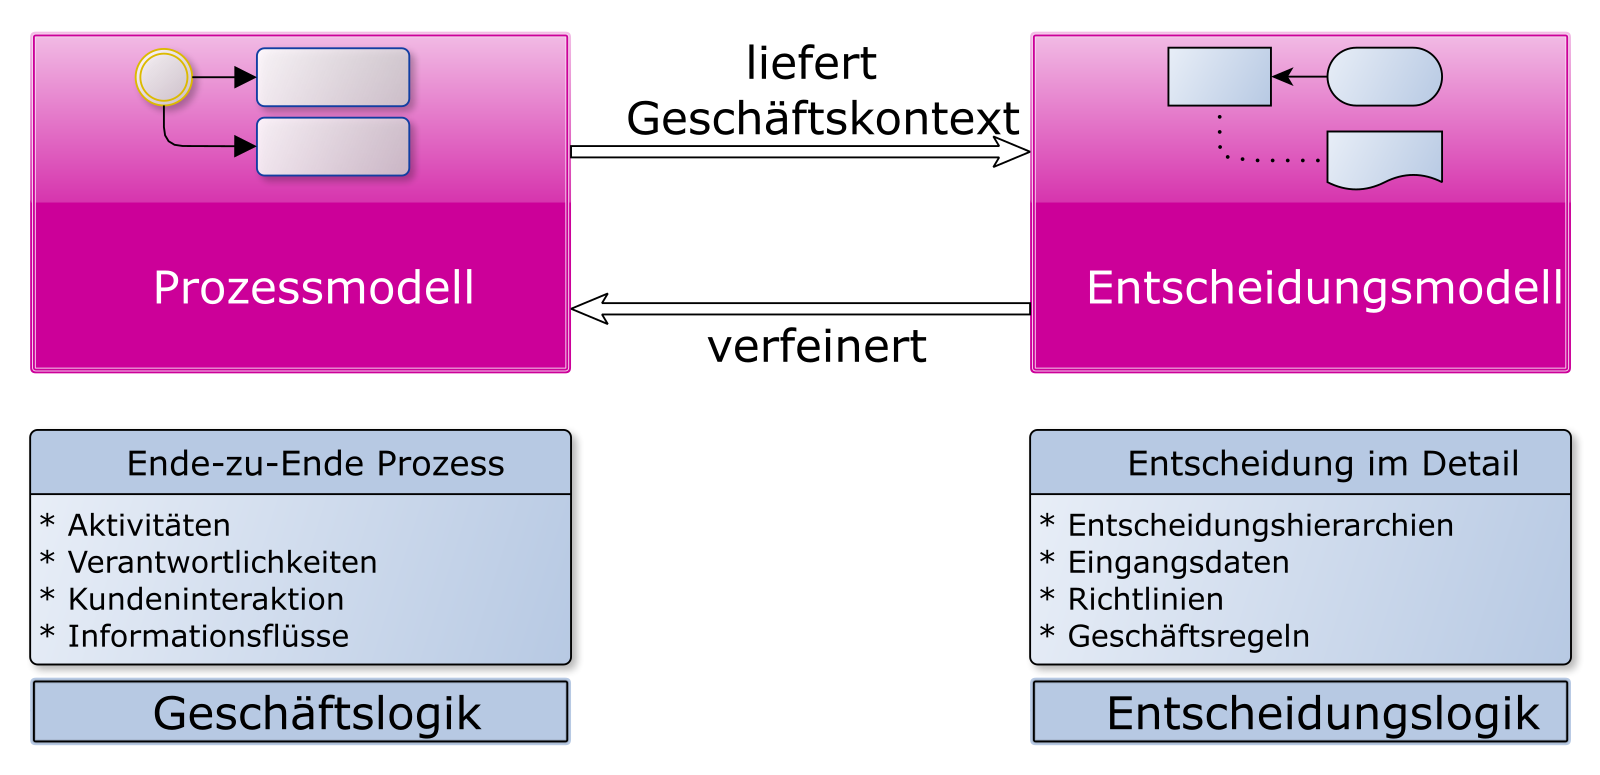 liefert
Geschäftskontext
Prozessmodell
Entscheidungsmodell
verfeinert
Ende-zu-Ende Prozess
* Aktivitäten
* Verantwortlichkeiten
* Kundeninteraktion
* Informationsflüsse
Geschäftslogik
Entscheidung im Detail
* Entscheidungshierarchien
* Eingangsdaten
* Richtlinien
* Geschäftsregeln
Entscheidungslogik